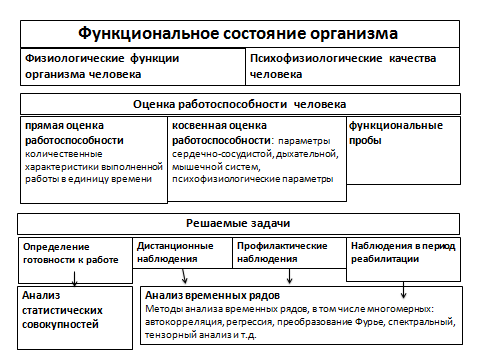 Функциональное состояние организма
Физиологические функции
организма человека
Психофизиологические качества
человека
Оценка работоспособности человека
прямая оценка
работоспособности
количественные
характеристики выполненной
работы в единицу времени
косвенная оценка
работоспособности: параметры
сердечно-сосудистой, дыхательной,
мышечной систем,
психофизиологические параметры
функциональные
пробы
Решаемые задачи
Определение
готовности к работе
Дистанционные
наблюдения
Профилактические
наблюдения
Наблюдения в период
реабилитации
Анализ
статистических
совокупностей
Анализ временных рядов
Методы анализа временных рядов, в том числе многомерных:
автокорреляция, регрессия, преобразование Фурье, спектральный,
тензорный анализ и т.д.